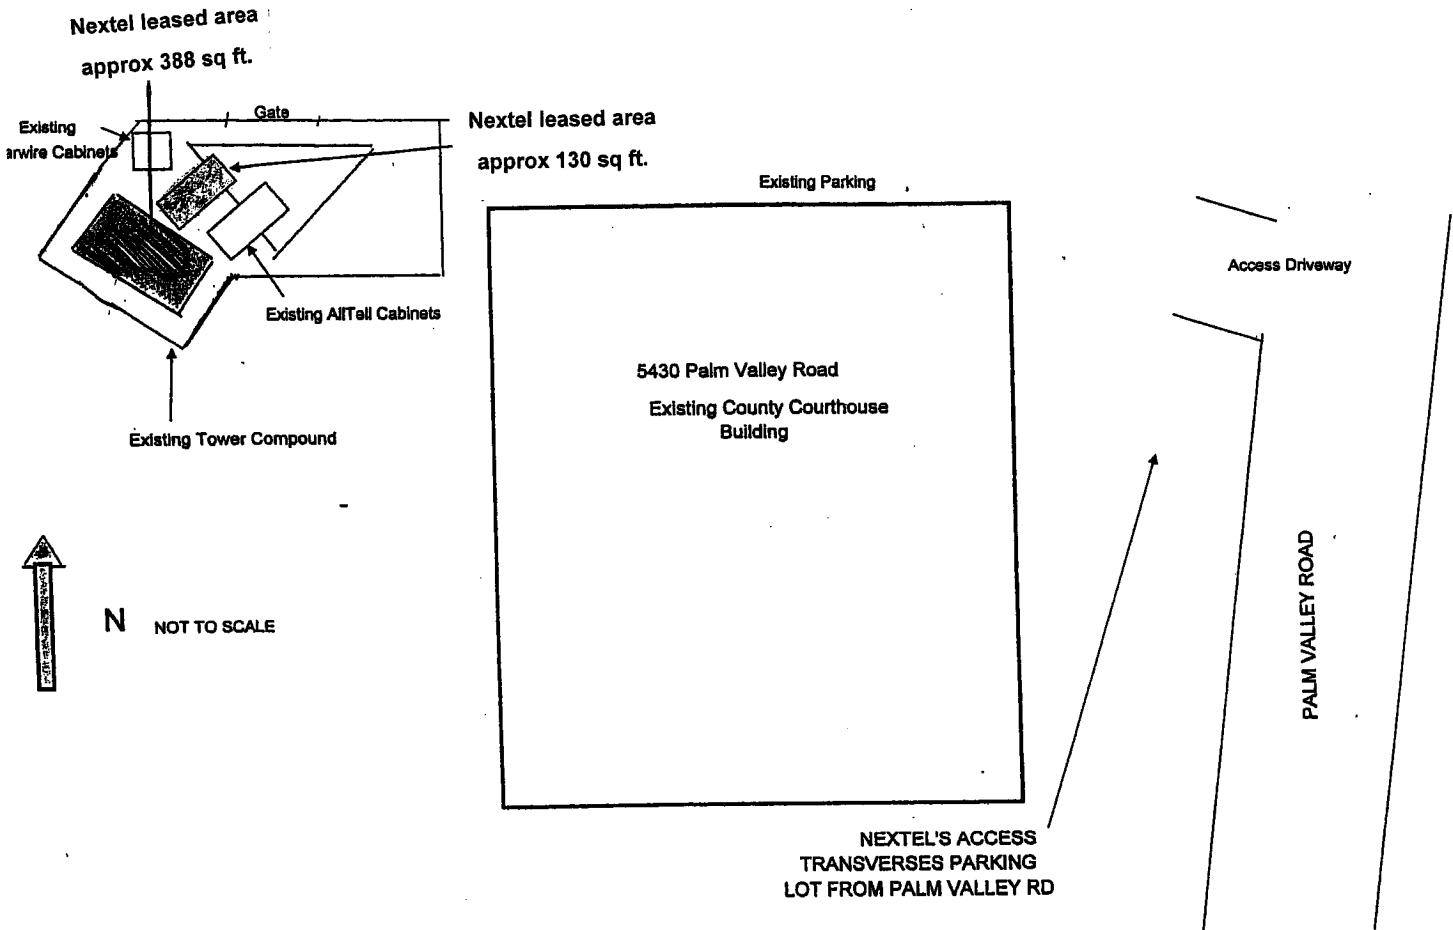 Nextel leased area
approx 388 sq ft.
Gate
Existing
arwire Cabinets
Nextel leased area
approx 130 sq ft.
Existing Parking
Access Driveway
Existing AllTell Cabinets
5430 Palm Valley Road
Existing County Courthouse
Building
Existing Tower Compound
N
NOT TO SCALE
PALM VALLEY ROAD
NEXTEL'S ACCESS
TRANSVERSES PARKING
LOT FROM PALM VALLEY RD